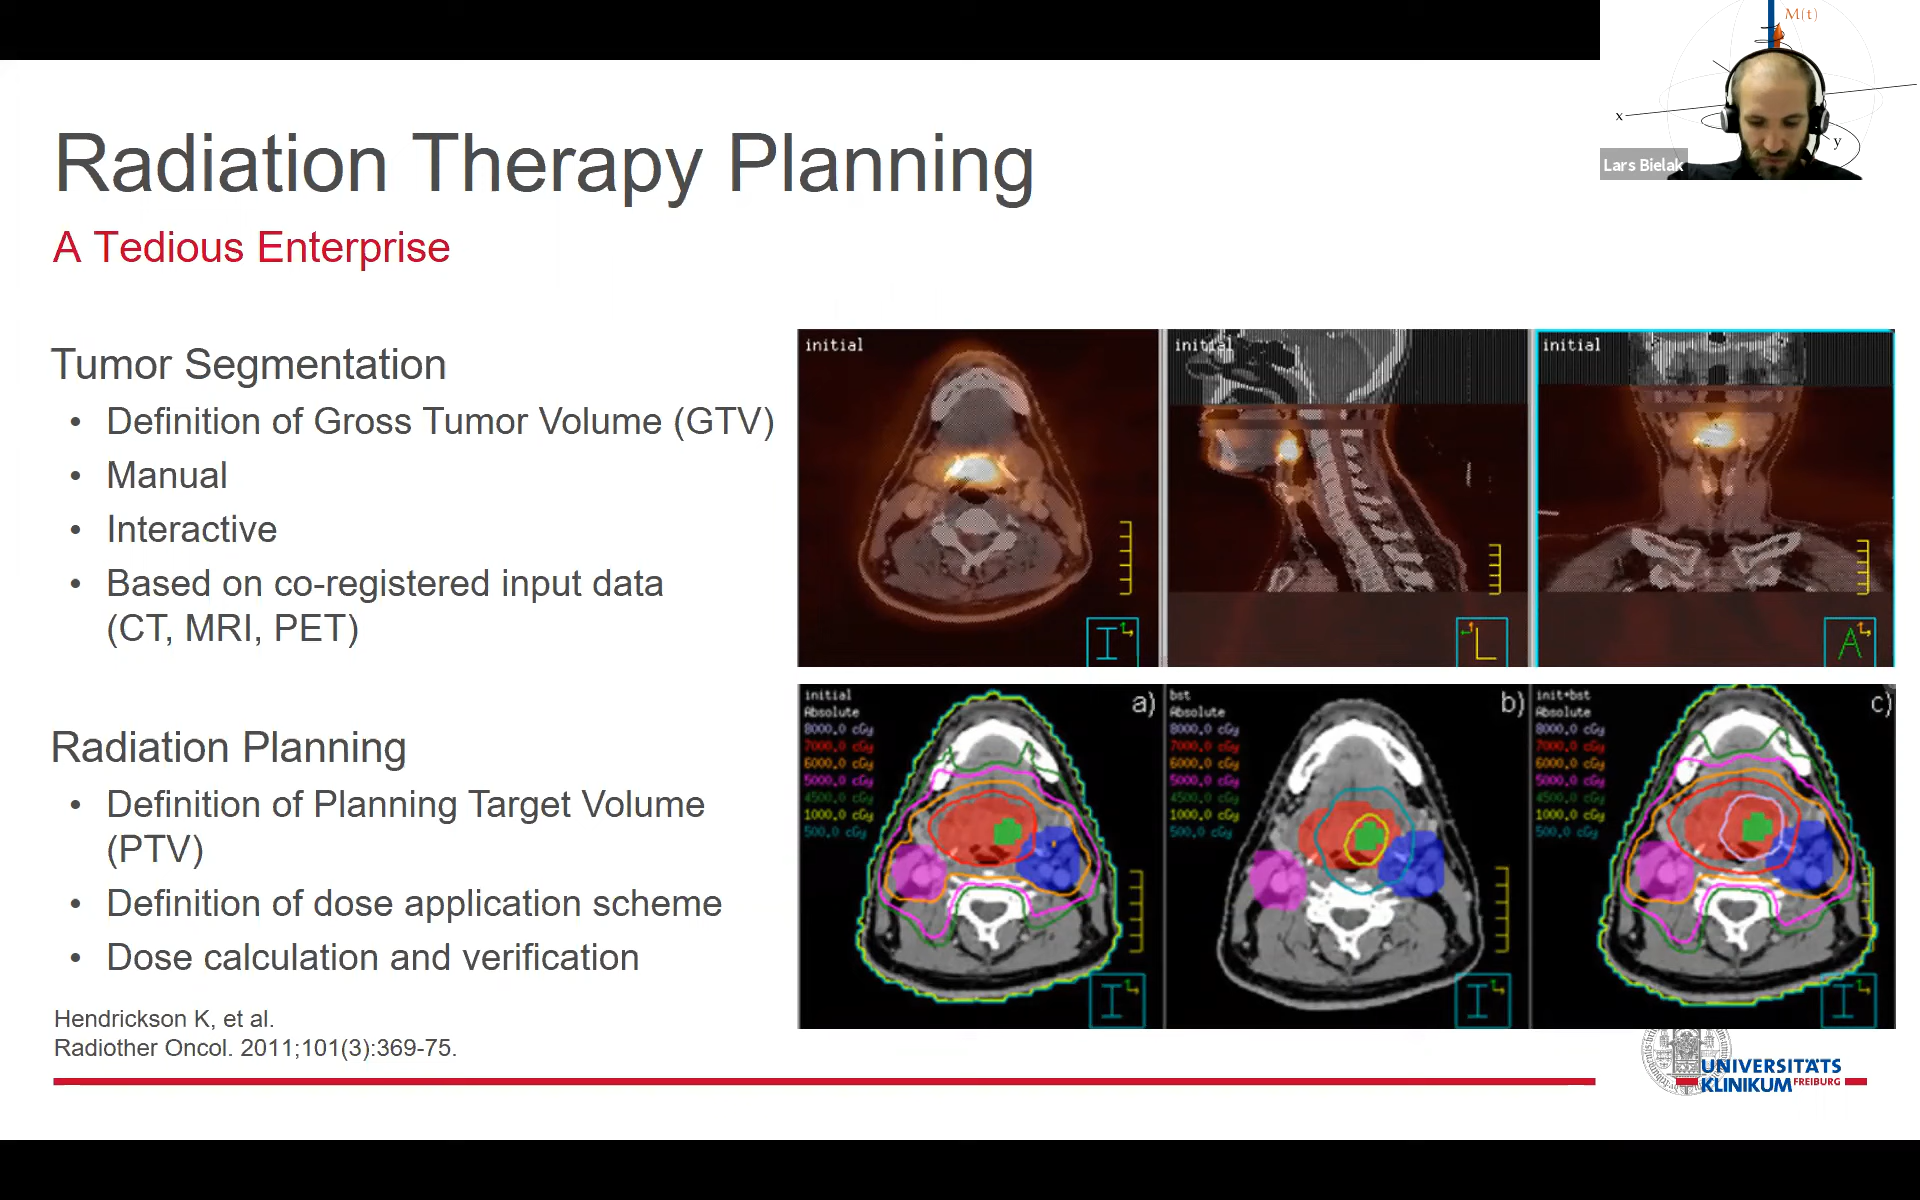 M(t)
x
y
Lars Bielak
Radiation Therapy Planning
A Tedious Enterprise
Tumor Segmentation
• Definition of Gross Tumor Volume (GTV)
• Manual
• Interactive
• Based on co-registered input data
(CT, MRI, PET)
Radiation Planning
• Definition of Planning Target Volume
(PTV)
• Definition of dose application scheme
• Dose calculation and verification
Hendrickson K, et al.
Radiother Oncol. 2011;101(3):369-75.
initial
I
initial
L
initial
A
initial
a)
Absolute
8000.0 cGy
7000.0 cGy
6000.0 cGy
5000.0 cGy
4500.0 cGy
1000.0 cGy
500.0 cGy
I
bst
b)
Absolute
8000.0 cGy
7000.0 cGy
6000.0 cGy
5000.0 cGy
4500.0 cGy
1000.0 cGy
500.0 cGy
I
init+bst
c)
Absolute
8000.0 cGy
7000.0 cGy
6000.0 cGy
5000.0 cGy
4500.0 cGy
1000.0 cGy
500.0 cGy
I
UNIVERSITÄTS
KLINIKUM FREIBURG